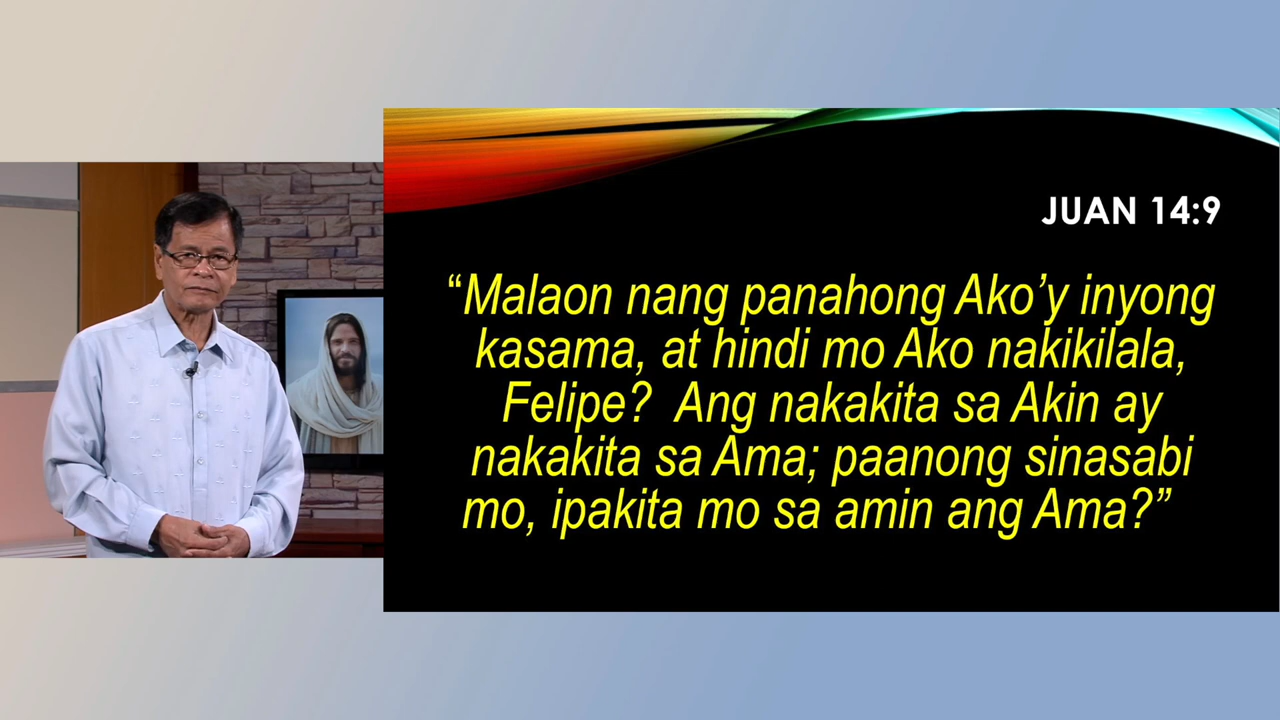 JUAN 14:9
“Malaon nang panahong Ako’y inyong
kasama, at hindi mo Ako nakikilala,
Felipe?  Ang nakakita sa Akin ay
nakakita sa Ama; paanong sinasabi
mo, ipakita mo sa amin ang Ama?”